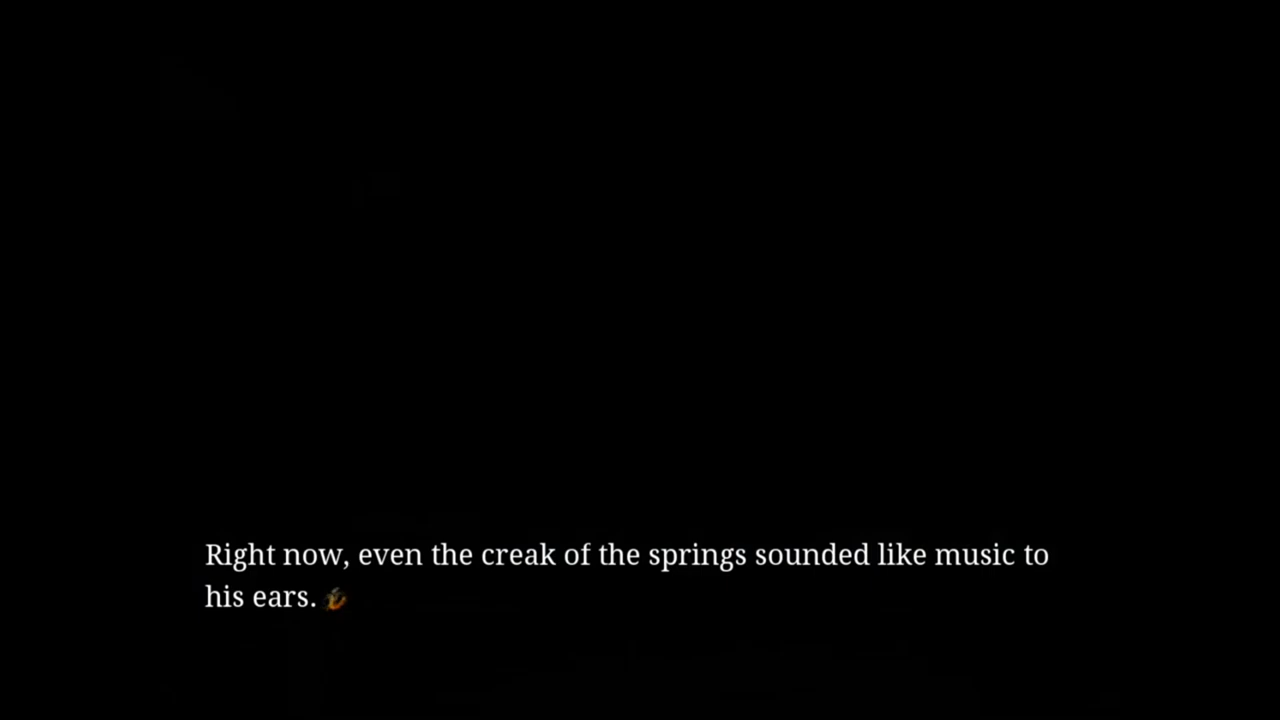 Right now, even the creak of the springs sounded like music to
his ears.